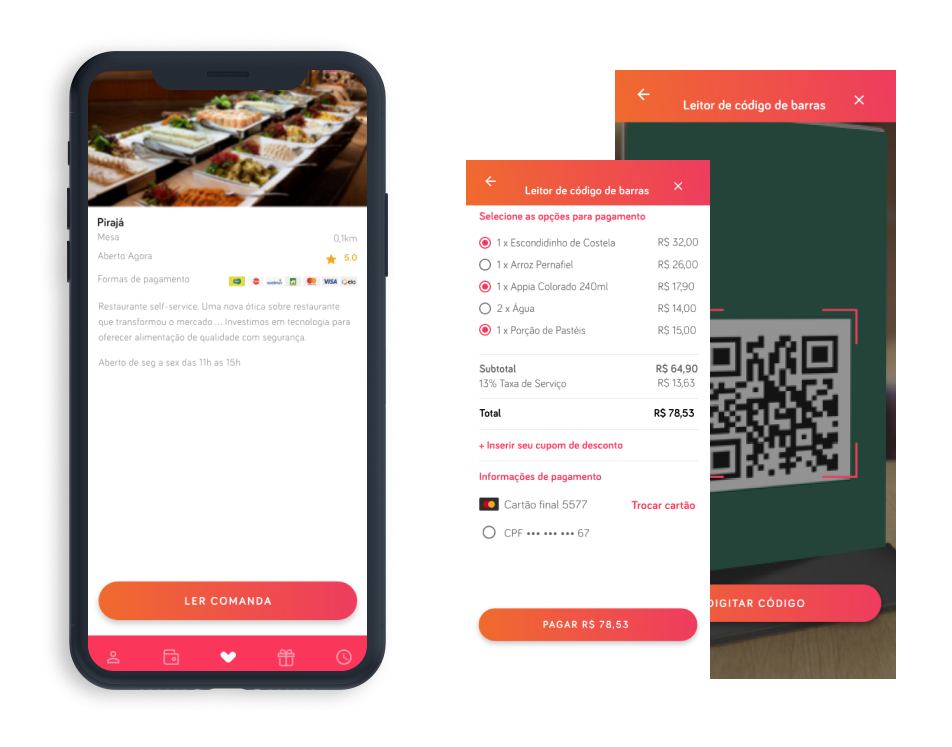 Pirajá
Mesa
0,1km
Aberto Agora
5.0
Formas de pagamento
VISA elo
Restaurante self-service. Uma nova ótica sobre restaurante
que transformou o mercado ... Investimos em tecnologia para
oferecer alimentação de qualidade com segurança.
Aberto de seg a sex das 11h as 15h
LER COMANDA
Leitor de código de barras
Selecione as opções para pagamento
1 x Escondidinho de Costela R$ 32,00
1 x Arroz Pernafiel R$ 26,00
1 x Appia Colorado 240ml R$ 17,90
2 x Água R$ 14,00
1 x Porção de Pastéis R$ 15,00
Subtotal R$ 64,90
13% Taxa de Serviço R$ 13,63
Total R$ 78,53
+ Inserir seu cupom de desconto
Informações de pagamento
Cartão final 5577 Trocar cartão
CPF ••• ••• ••• 67
PAGAR R$ 78,53
Leitor de código de barras
DIGITAR CÓDIGO